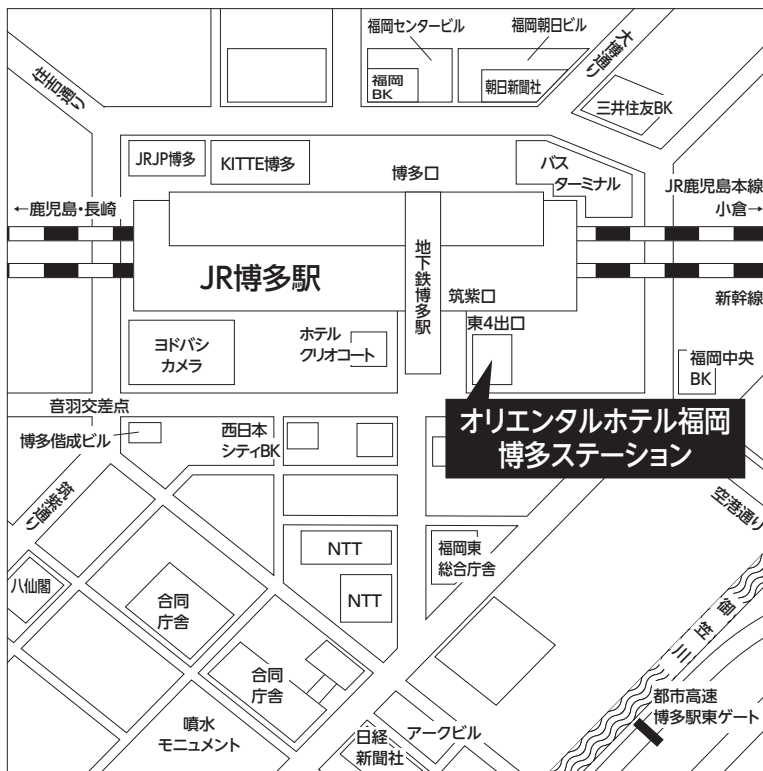 福岡センタービル
福岡朝日ビル
大博通り
住吉通り
福岡
BK
朝日新聞社
三井住友BK
JRJP博多
KITTE博多
博多口
バス
ターミナル
JR鹿児島本線
←鹿児島・長崎
小倉→
地下鉄博多駅
JR博多駅
筑紫口
新幹線
東4出口
ヨドバシ
カメラ
ホテル
クリオコート
福岡中央
BK
音羽交差点
博多偕成ビル
西日本
シティBK
オリエンタルホテル福岡
博多ステーション
筑紫通り
空港通り
NTT
福岡東
総合庁舎
八仙閣
合同
庁舎
NTT
御笠川
合同
庁舎
都市高速
博多駅東ゲート
噴水
モニュメント
日経
新聞社
アークビル